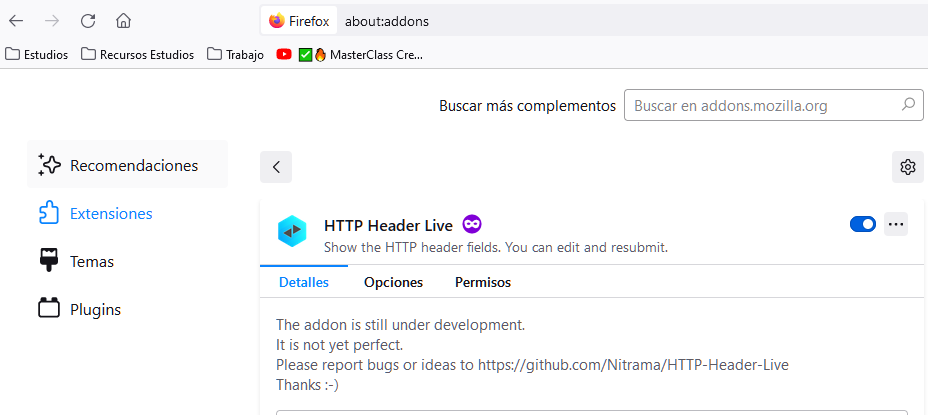 Firefox about:addons
Estudios Recursos Estudios Trabajo MasterClass Cre...
Buscar más complementos Buscar en addons.mozilla.org
Recomendaciones
Extensiones
Temas
Plugins
HTTP Header Live
Show the HTTP header fields. You can edit and resubmit.
Detalles Opciones Permisos
The addon is still under development.
It is not yet perfect.
Please report bugs or ideas to https://github.com/Nitrama/HTTP-Header-Live
Thanks :-)